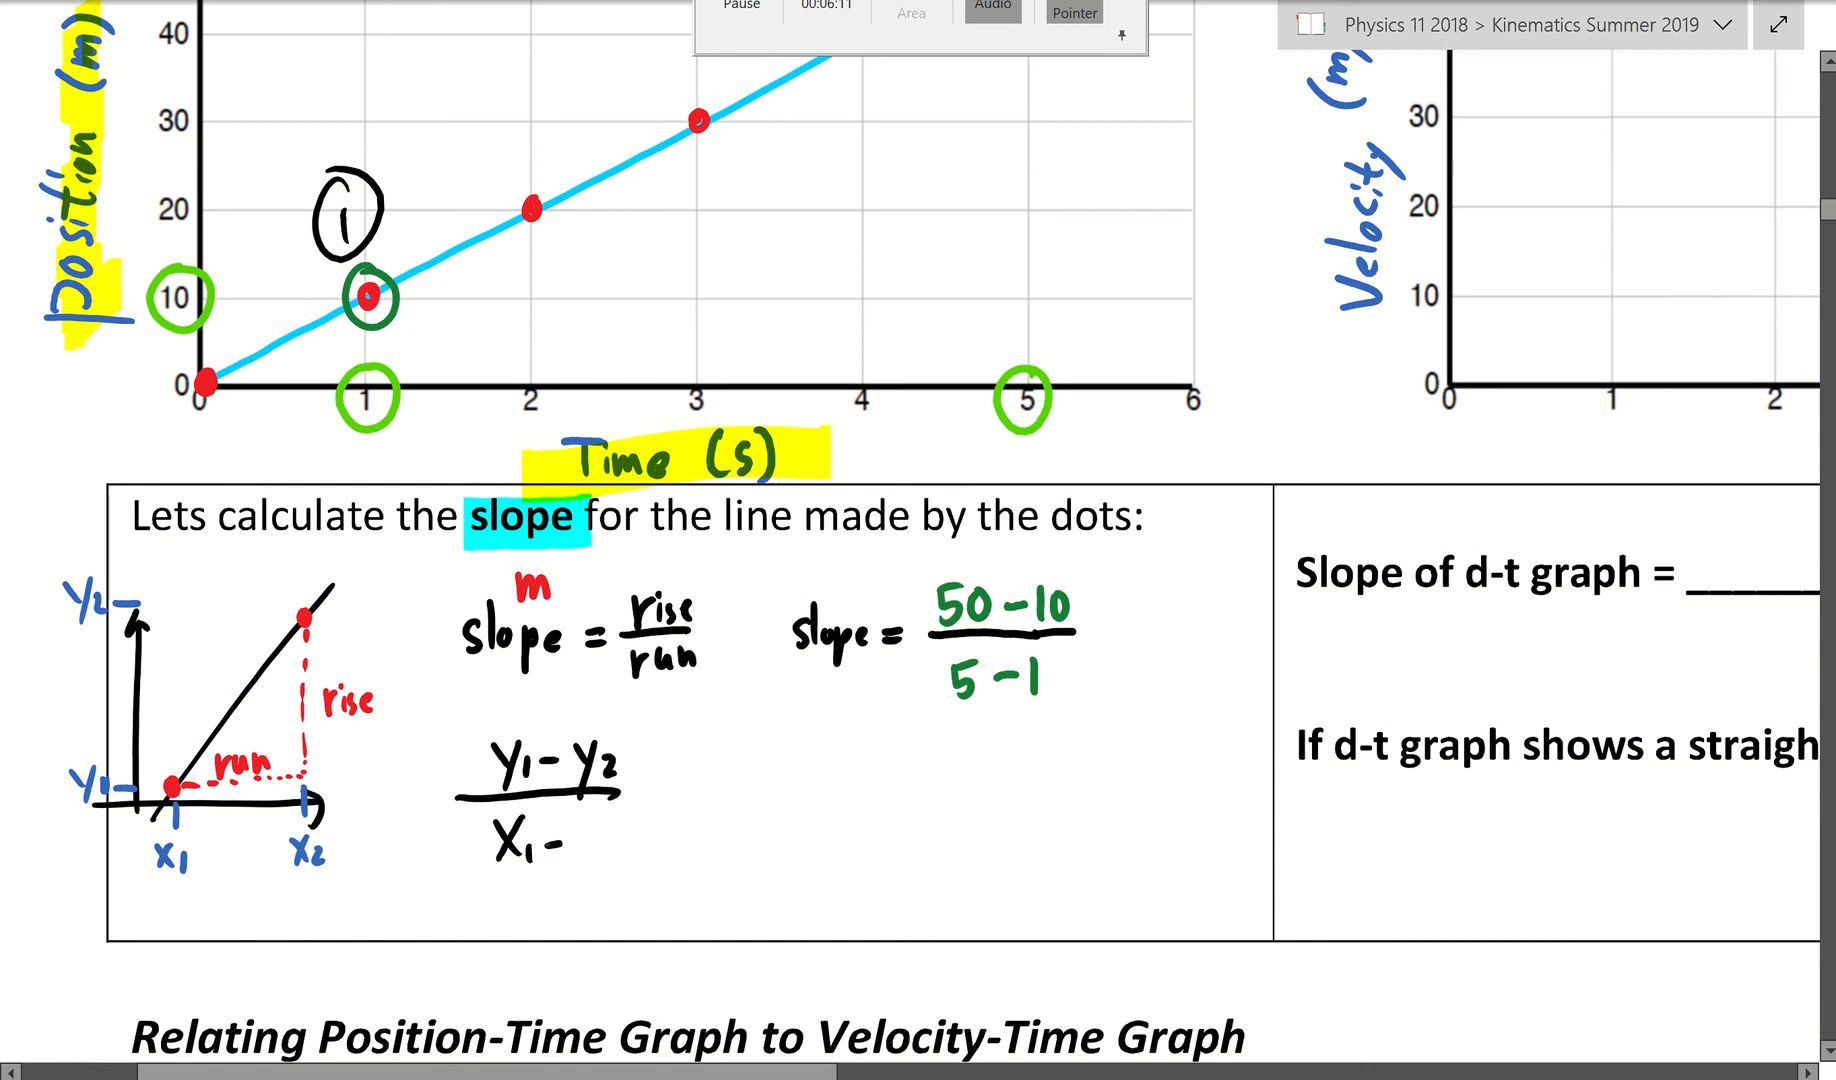 Pause
00:06:11
Area
Audio
Pointer
Physics 11 2018 > Kinematics Summer 2019
position (m)
40
30
20
10
0
0 1 2 3 4 5 6
1
Time (s)
Velocity (m
30
20
10
0
0 1 2
Lets calculate the slope for the line made by the dots:
m
slope = rise
run
slope = 50 - 10
5 - 1
y2
rise
run
y1
x1 x2
y1 - y2
x1 -
Slope of d-t graph = ______
If d-t graph shows a straigh
Relating Position-Time Graph to Velocity-Time Graph